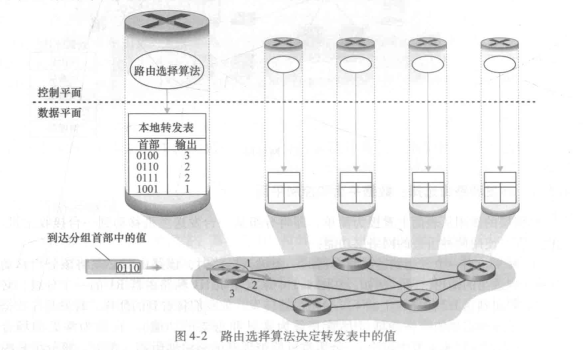 路由选择算法
控制平面
数据平面
本地转发表
首部 输出
0100 3
0110 2
0111 2
1001 1
到达分组首部中的值
0110
1
2
3
图4-2 路由选择算法决定转发表中的值